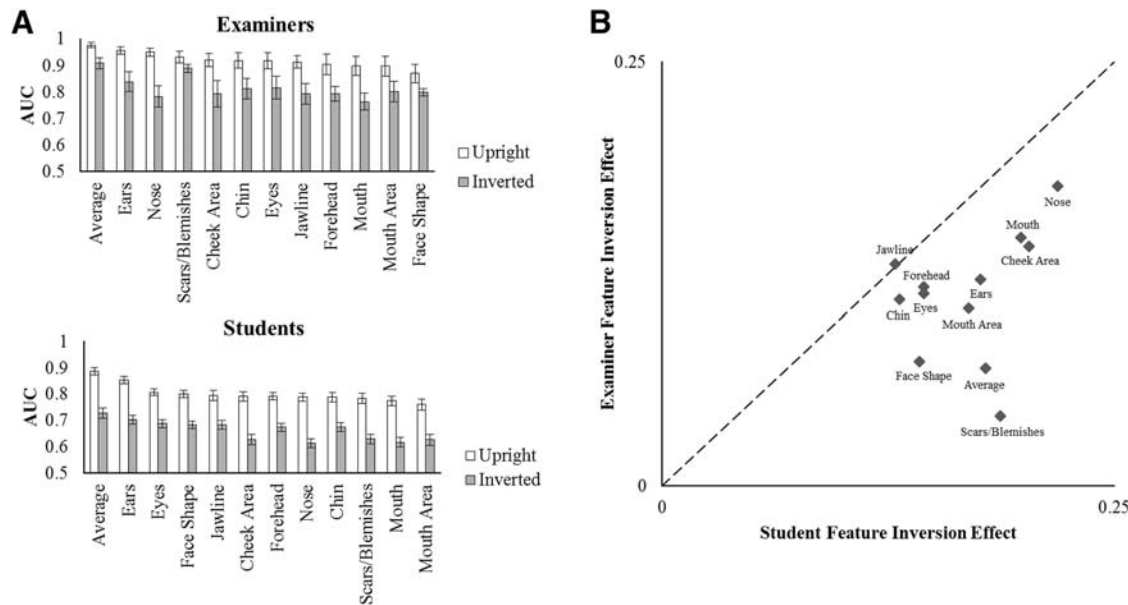 A
Examiners
1
0.9
0.8
0.7
0.6
0.5
AUC
Upright
Inverted
Average
Ears
Nose
Scars/Blemishes
Cheek Area
Chin
Eyes
Jawline
Forehead
Mouth
Mouth Area
Face Shape
Students
1
0.9
0.8
0.7
0.6
0.5
AUC
Upright
Inverted
Average
Ears
Eyes
Face Shape
Jawline
Cheek Area
Forehead
Nose
Chin
Scars/Blemishes
Mouth
Mouth Area
B
0.25
Examiner Feature Inversion Effect
Nose
Mouth
Cheek Area
Jawline
Forehead
Ears
Eyes
Chin
Mouth Area
Face Shape
Average
Scars/Blemishes
0
0
0.25
Student Feature Inversion Effect